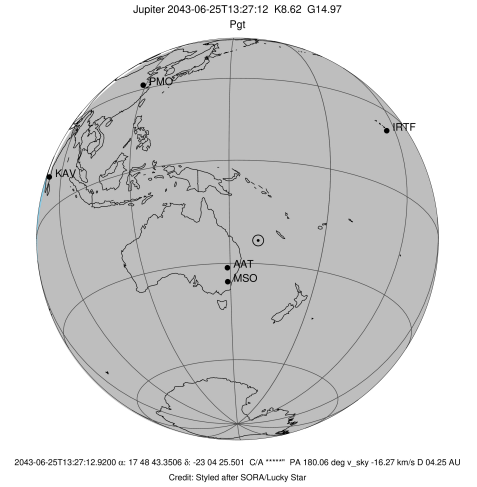 Jupiter 2043-06-25T13:27:12 K8.62 G14.97
Pgt
PMO
IRTF
KAV
AAT
MSO
2043-06-25T13:27:12.9200 α: 17 48 43.3506 δ: -23 04 25.501 C/A *****" PA 180.06 deg v_sky -16.27 km/s D 04.25 AU
Credit: Styled after SORA/Lucky Star